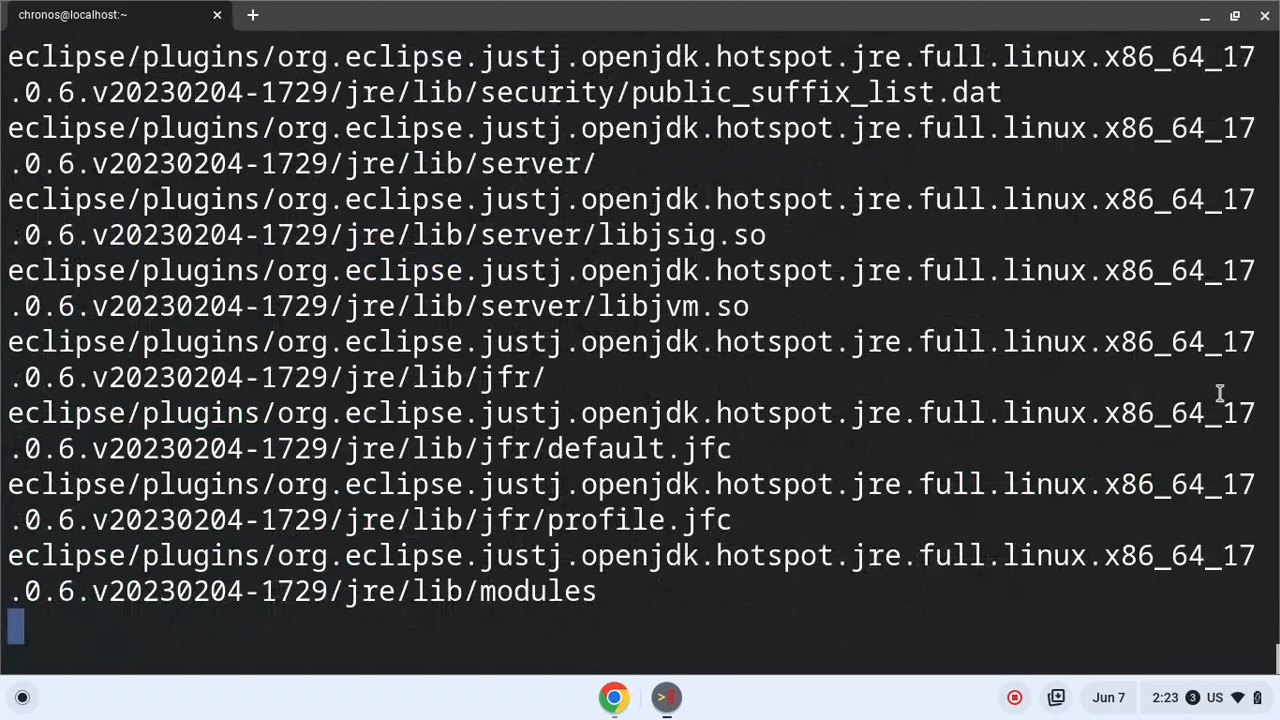 chronos@localhost:~
eclipse/plugins/org.eclipse.justj.openjdk.hotspot.jre.full.linux.x86_64_17
.0.6.v20230204-1729/jre/lib/security/public_suffix_list.dat
eclipse/plugins/org.eclipse.justj.openjdk.hotspot.jre.full.linux.x86_64_17
.0.6.v20230204-1729/jre/lib/server/
eclipse/plugins/org.eclipse.justj.openjdk.hotspot.jre.full.linux.x86_64_17
.0.6.v20230204-1729/jre/lib/server/libjsig.so
eclipse/plugins/org.eclipse.justj.openjdk.hotspot.jre.full.linux.x86_64_17
.0.6.v20230204-1729/jre/lib/server/libjvm.so
eclipse/plugins/org.eclipse.justj.openjdk.hotspot.jre.full.linux.x86_64_17
.0.6.v20230204-1729/jre/lib/jfr/
eclipse/plugins/org.eclipse.justj.openjdk.hotspot.jre.full.linux.x86_64_17
.0.6.v20230204-1729/jre/lib/jfr/default.jfc
eclipse/plugins/org.eclipse.justj.openjdk.hotspot.jre.full.linux.x86_64_17
.0.6.v20230204-1729/jre/lib/jfr/profile.jfc
eclipse/plugins/org.eclipse.justj.openjdk.hotspot.jre.full.linux.x86_64_17
.0.6.v20230204-1729/jre/lib/modules
Jun 7 2:23 3 US